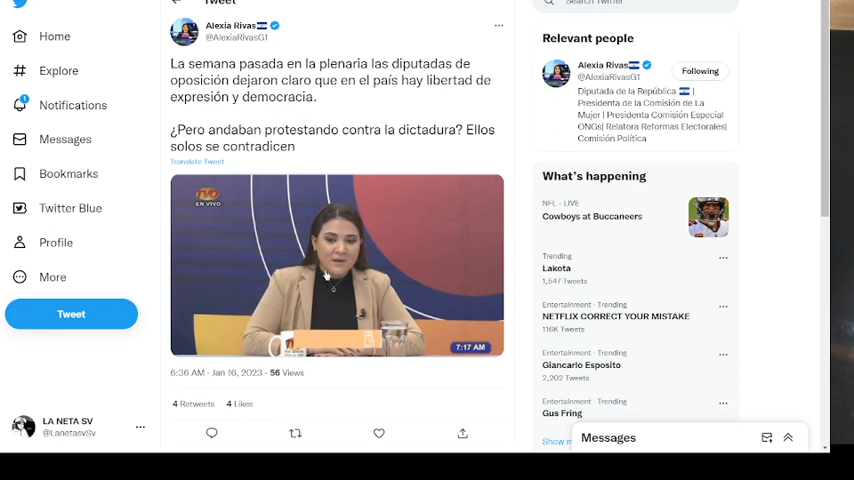 Tweet
Search Twitter
Home
Explore
1
Notifications
Messages
Bookmarks
Twitter Blue
Profile
More
Tweet
LA NETA SV
@LanetasvSv
Alexia Rivas
@AlexiaRivasG1
La semana pasada en la plenaria las diputadas de
oposición dejaron claro que en el país hay libertad de
expresión y democracia.
¿Pero andaban protestando contra la dictadura? Ellos
solos se contradicen
Translate Tweet
TVO
EN VIVO
7:17 AM
6:36 AM · Jan 16, 2023 · 56 Views
4 Retweets 4 Likes
Relevant people
Alexia Rivas
@AlexiaRivasG1
Following
Diputada de la República |
Presidenta de la Comisión de La
Mujer | Presidenta Comisión Especial
ONGs| Relatora Reformas Electorales|
Comisión Política
What's happening
NFL · LIVE
Cowboys at Buccaneers
Trending
Lakota
1,547 Tweets
Entertainment · Trending
NETFLIX CORRECT YOUR MISTAKE
116K Tweets
Entertainment · Trending
Giancarlo Esposito
2,202 Tweets
Entertainment · Trending
Gus Fring
Show
Messages